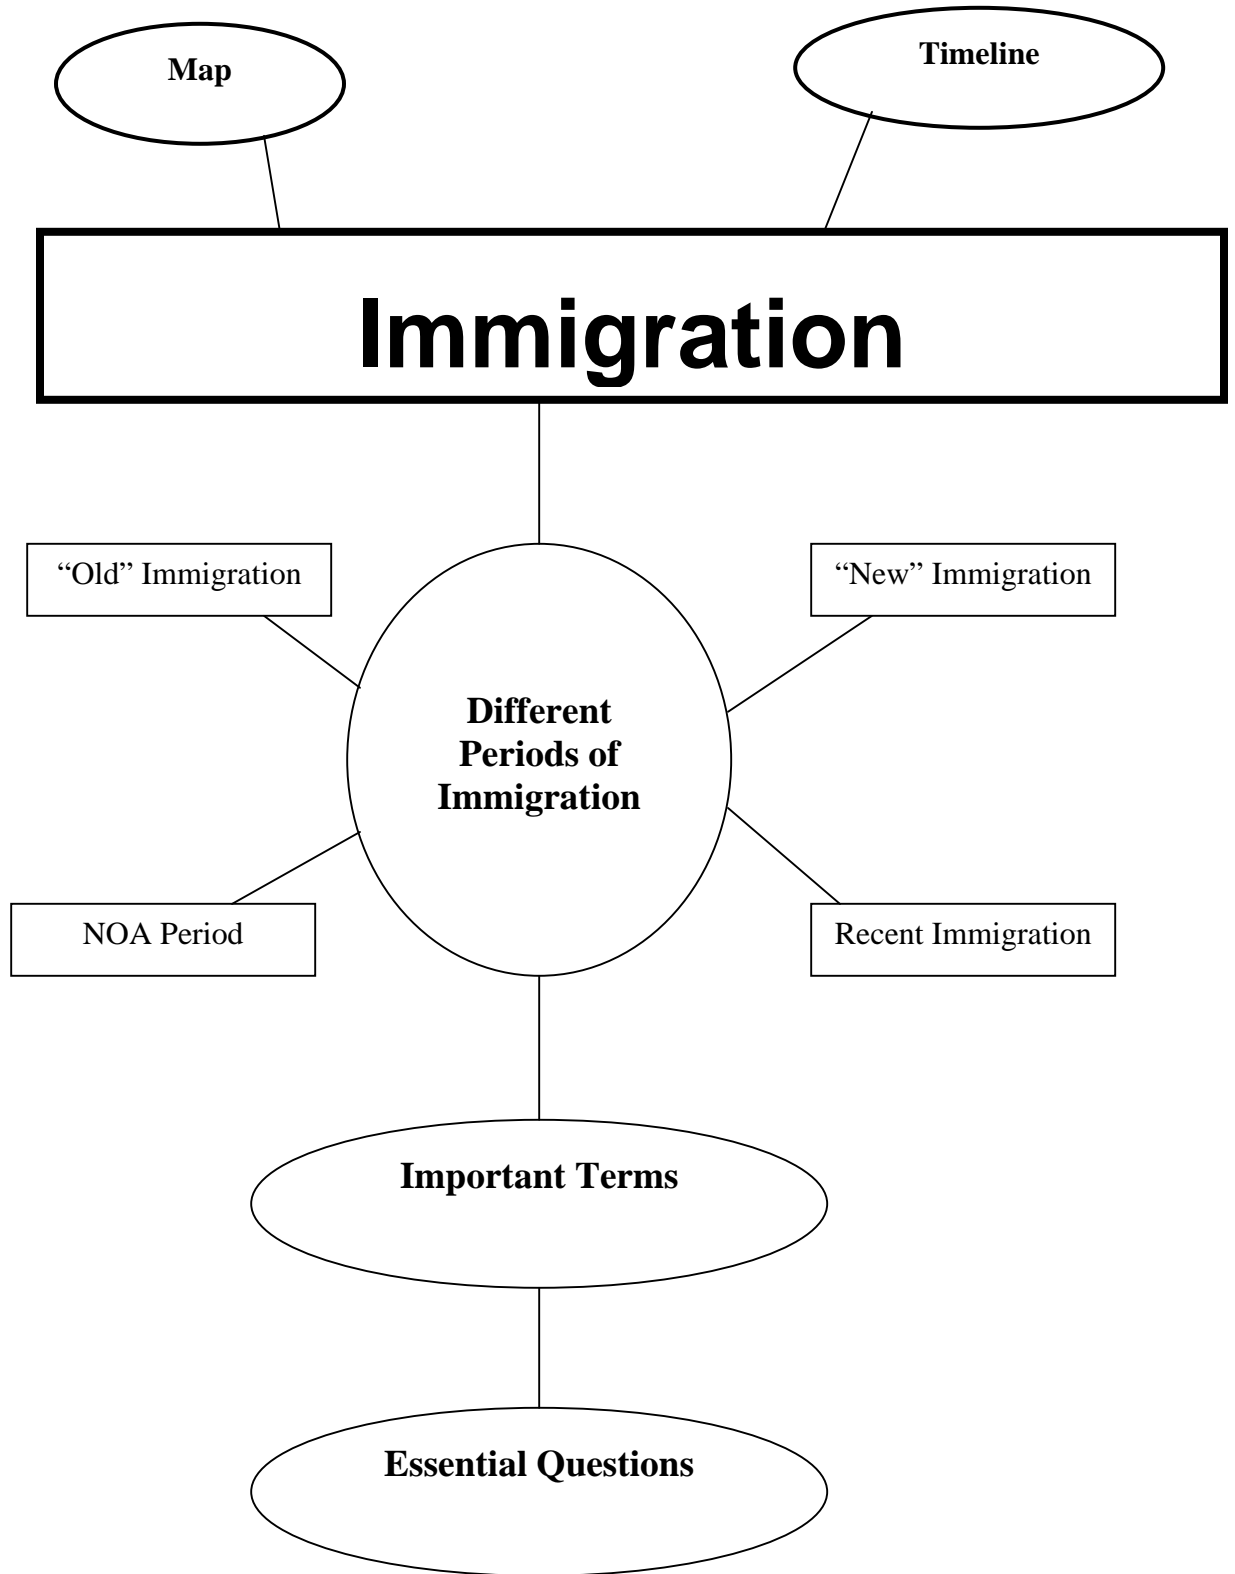 Map
Timeline
Immigration
“Old” Immigration
“New” Immigration
Different
Periods of
Immigration
NOA Period
Recent Immigration
Important Terms
Essential Questions